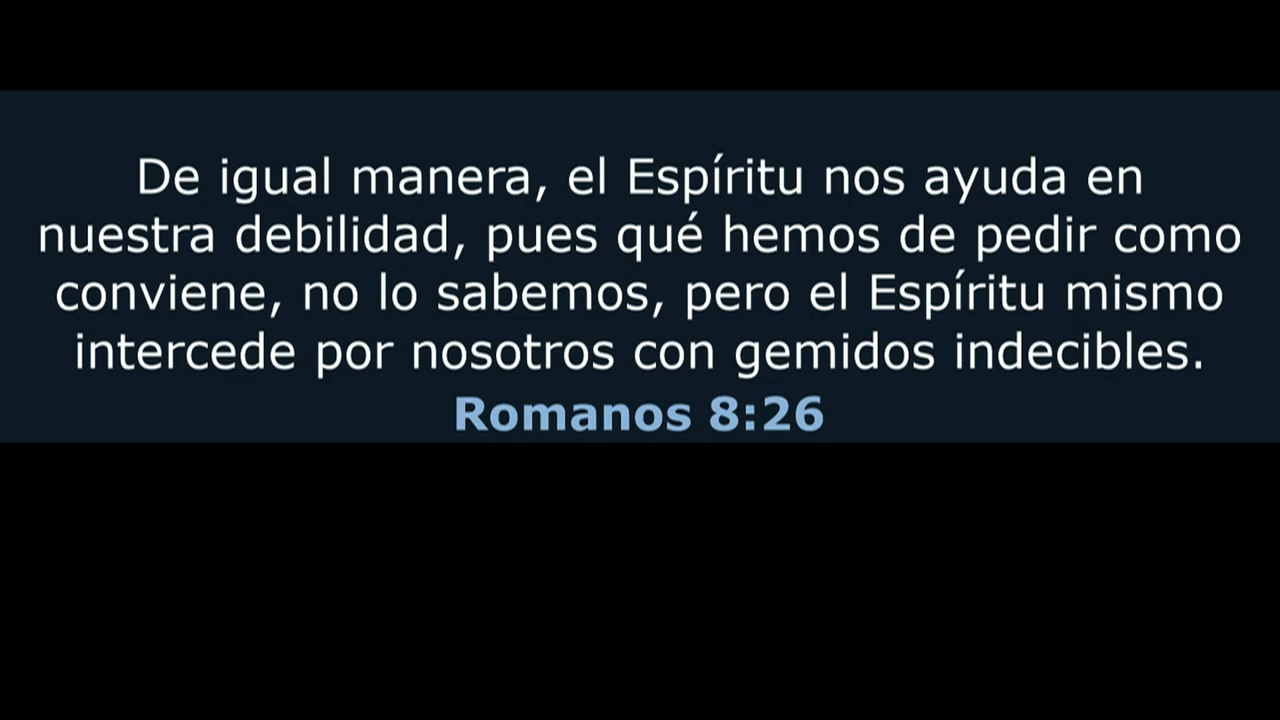 De igual manera, el Espíritu nos ayuda en
nuestra debilidad, pues qué hemos de pedir como
conviene, no lo sabemos, pero el Espíritu mismo
intercede por nosotros con gemidos indecibles.
Romanos 8:26